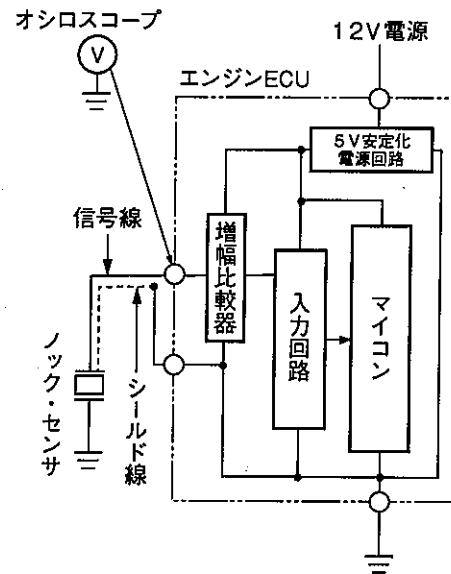 オシロスコープ
V
12V電源
エンジンECU
5V安定化
電源回路
信号線
増幅比較器
入力回路
マイコン
ノック・センサ
シールド線